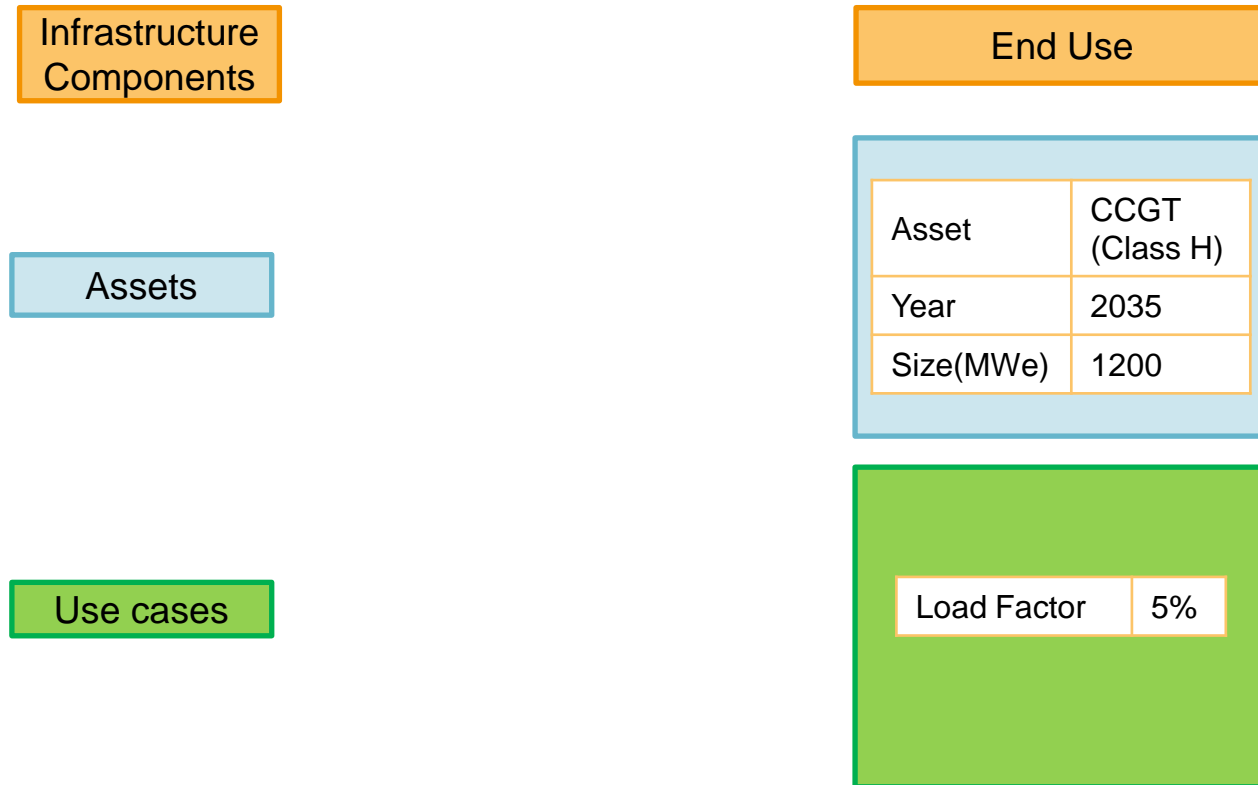 Infrastructure
Components
End Use
Assets
Asset
CCGT
(Class H)
Year
2035
Size(MWe)
1200
Use cases
Load Factor
5%